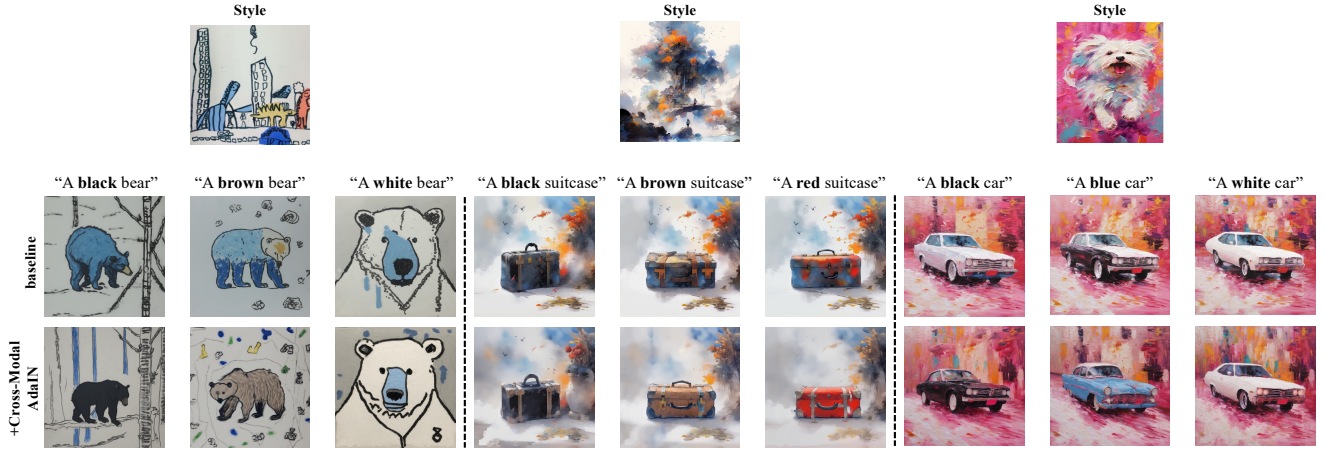 Style
Style
Style
“A black bear”
“A brown bear”
“A white bear”
“A black suitcase”
“A brown suitcase”
“A red suitcase”
“A black car”
“A blue car”
“A white car”
baseline
+Cross-Modal
AdaIN